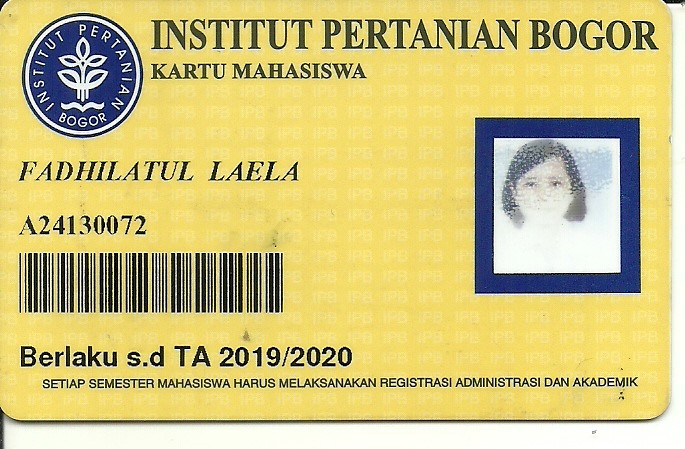 INSTITUT PERTANIAN BOGOR
INSTITUT PERTANIAN BOGOR
KARTU MAHASISWA
FADHILATUL LAELA
A24130072
Berlaku s.d TA 2019/2020
SETIAP SEMESTER MAHASISWA HARUS MELAKSANAKAN REGISTRASI ADMINISTRASI DAN AKADEMIK